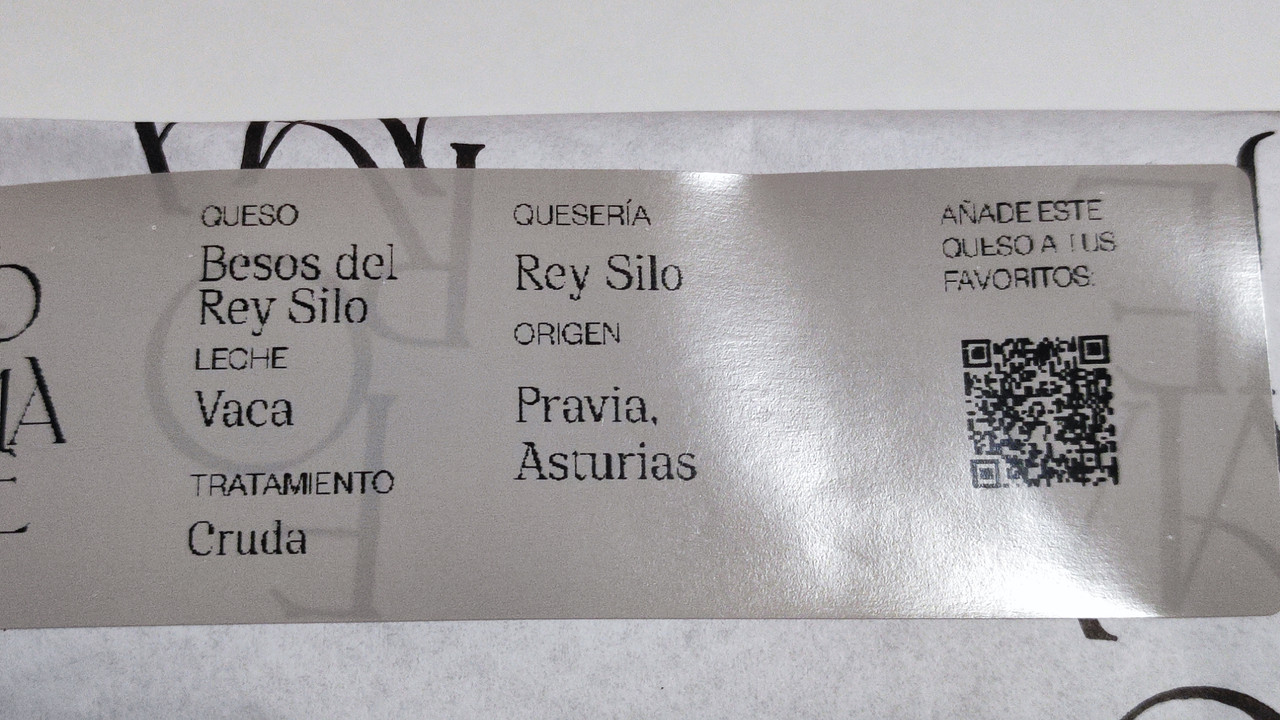 QUESO
Besos del
Rey Silo
LECHE
Vaca
TRATAMIENTO
Cruda
QUESERÍA
Rey Silo
ORIGEN
Pravia,
Asturias
AÑADE ESTE
QUESO A TUS
FAVORITOS: